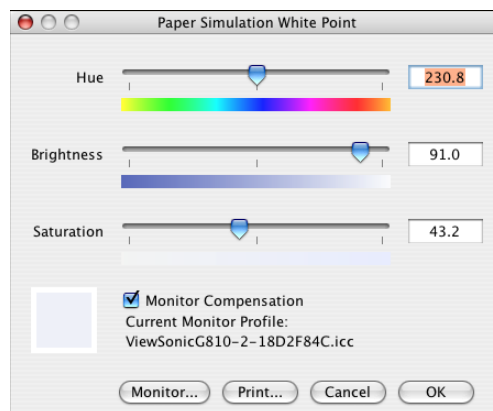 Paper Simulation White Point
Hue 230.8
Brightness 91.0
Saturation 43.2
Monitor Compensation
Current Monitor Profile:
ViewSonicG810-2-18D2F84C.icc
Monitor... Print... Cancel OK